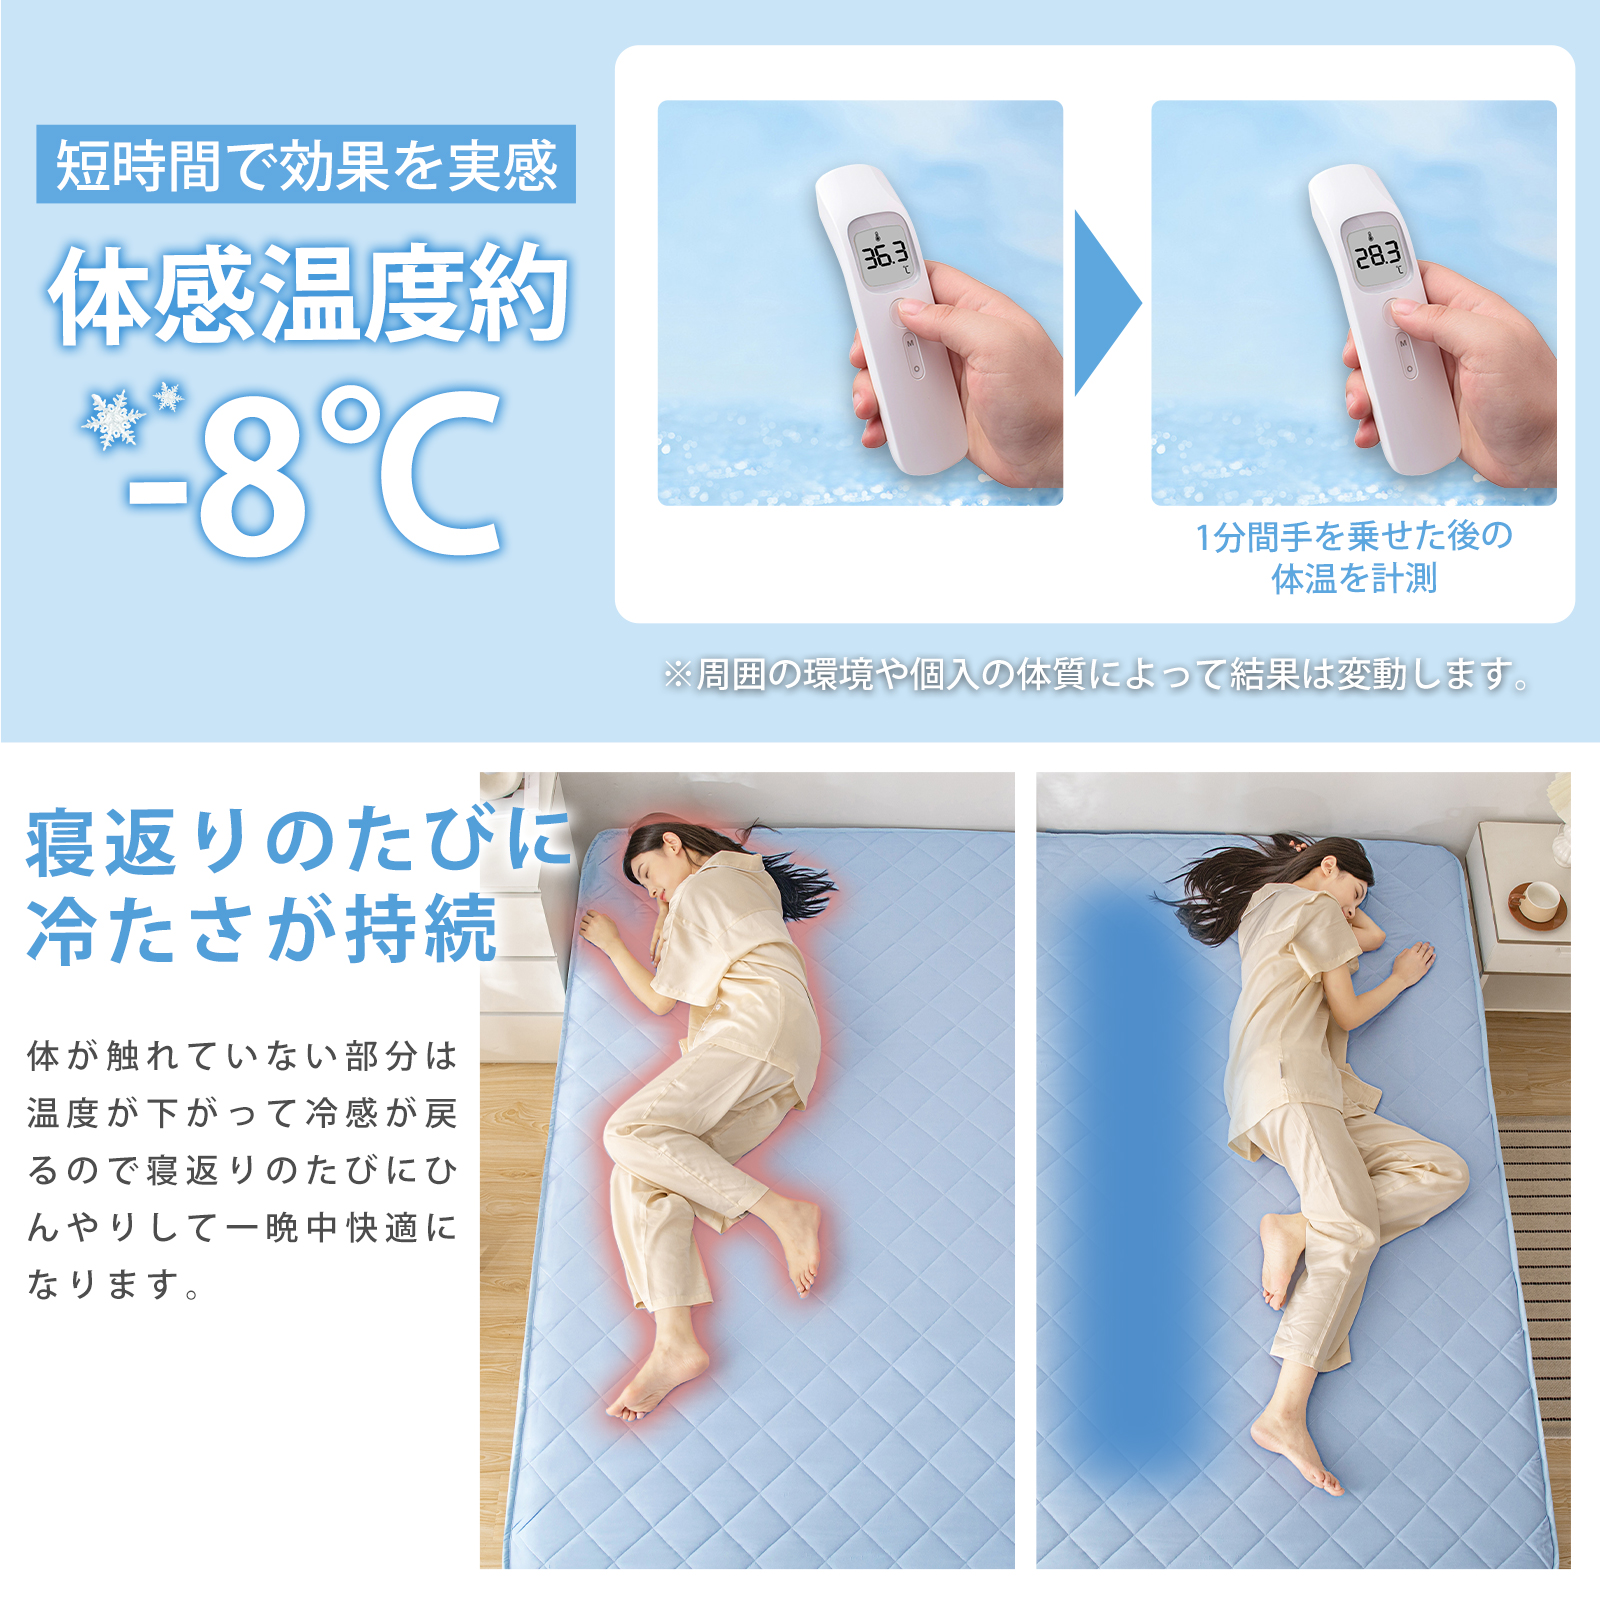 短時間で効果を実感
体感温度約
-8℃
36.3
℃
M
28.3
℃
M
1分間手を乗せた後の
体温を計測
※周囲の環境や個入の体質によって結果は変動します。
寝返りのたびに
冷たさが持続
体が触れていない部分は
温度が下がって冷感が戻
るので寝返りのたびにひ
んやりして一晩中快適に
なります。